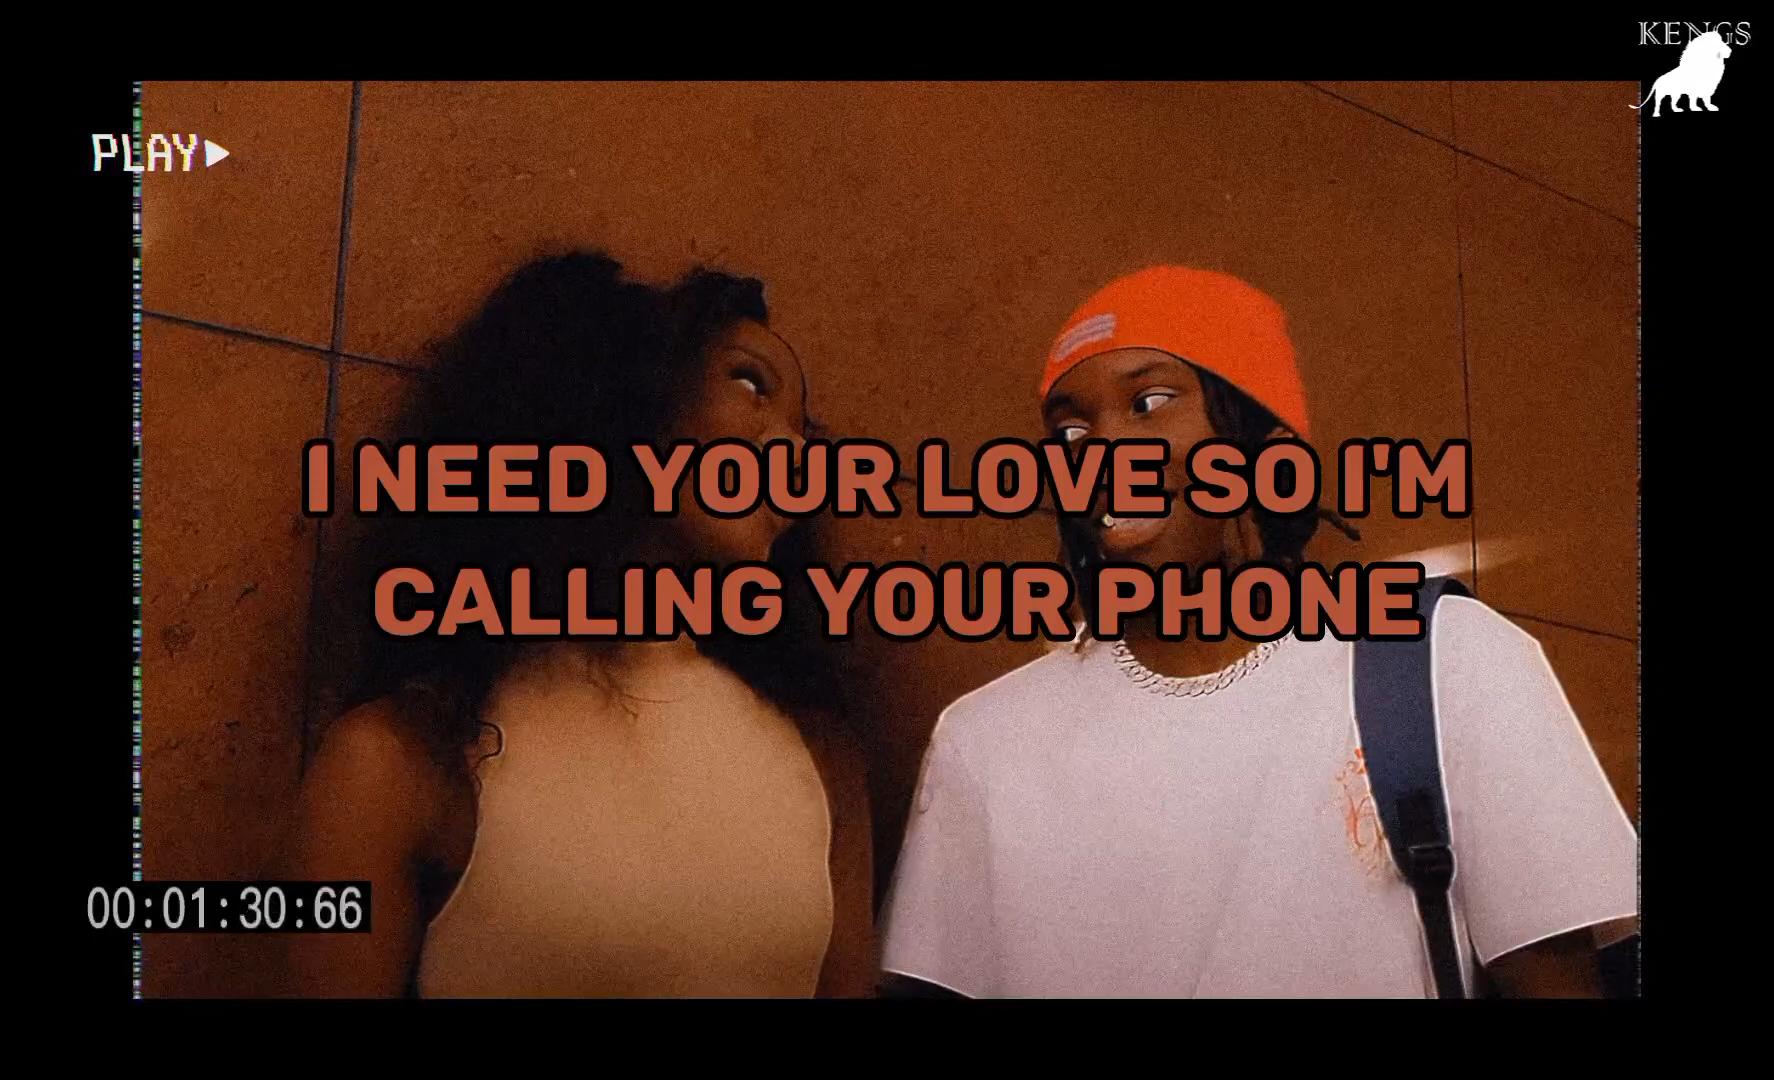 KENGS
PLAY
I NEED YOUR LOVE SO I'M
CALLING YOUR PHONE
00:01:30:66